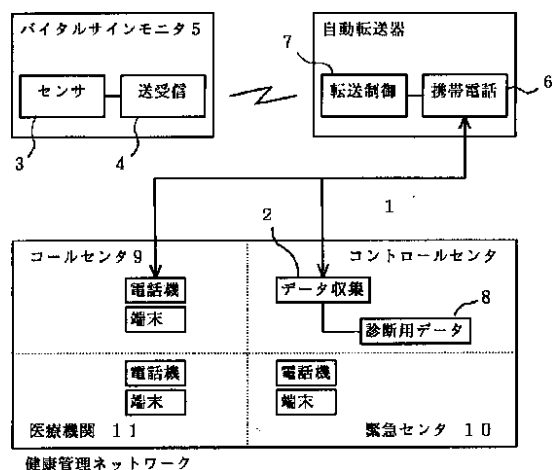 バイタルサインモニタ 5
自動転送器
7
センサ
送受信
転送制御
携帯電話
3
4
6
1
2
コールセンタ 9
コントロールセンタ
電話機
端末
データ収集
8
診断用データ
電話機
端末
電話機
端末
医療機関 11
緊急センタ 10
健康管理ネットワーク